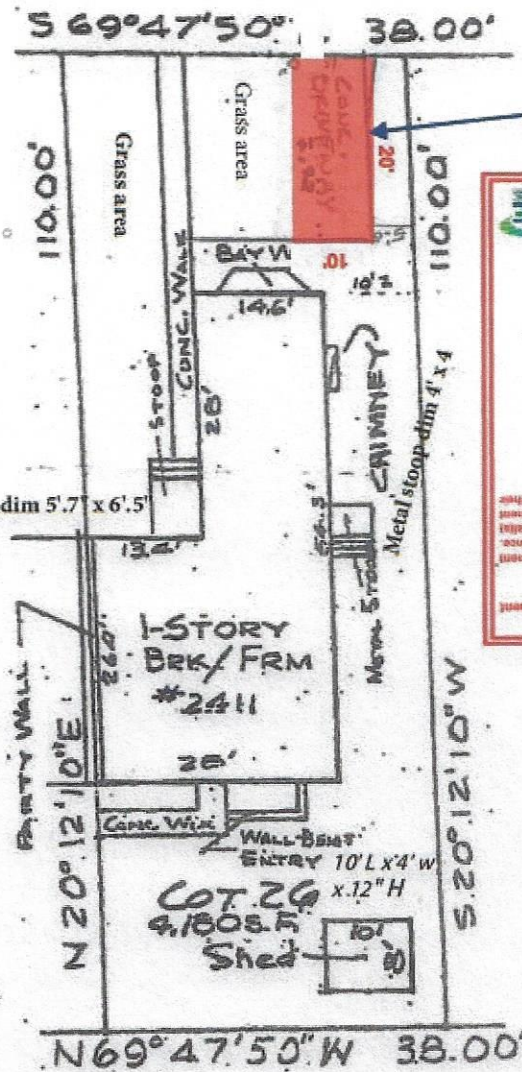 S 69°47'50" 38.00'
110.00'
Grass area
Grass area
CONC. DRIVEWAY
20'
10'
110.00'
CONC. WALK
STOOP
BAY W
14.6'
28'
CHIMNEY
Metal stoop dim 4' x 4
dim 5'.7" x 6'.5'
13.4'
METAL STOOP
1-STORY
BRK/FRM
#2411
26.0'
PARTY WALL
N 20°12'10"E
28'
S.20°.12'10"W
WALL-BSMT
ENTRY 10' L x 4' w
x 12" H
LOT 26
4,180 S.F.
Shed
10'
8'
N69°47'50"W 38.00'